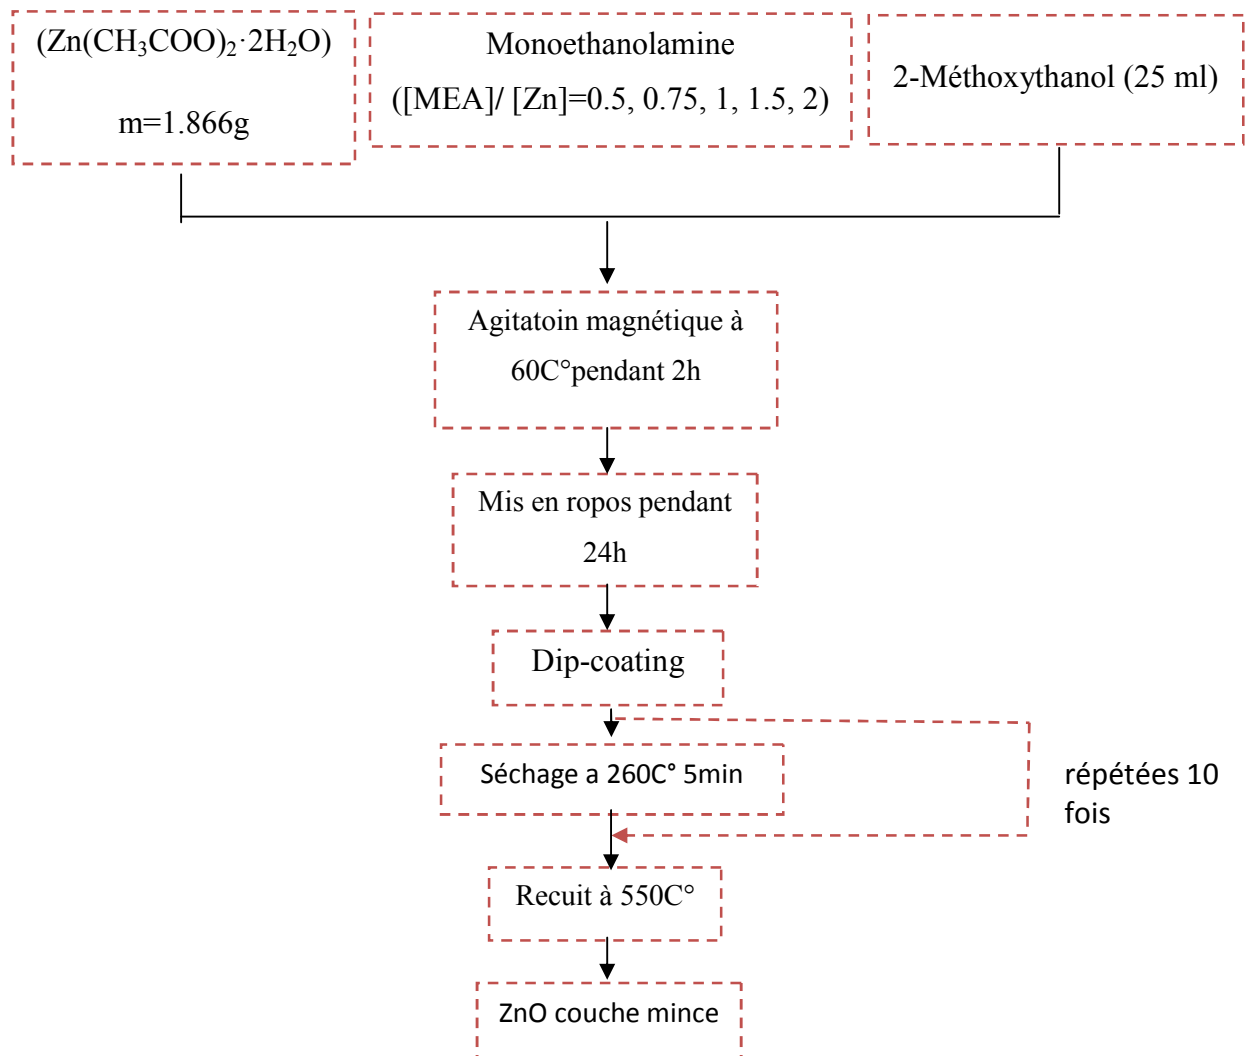 (Zn(CH₃COO)₂·2H₂O)
m=1.866g
Monoethanolamine
([MEA]/ [Zn]=0.5, 0.75, 1, 1.5, 2)
2-Méthoxythanol (25 ml)
Agitatoin magnétique à
60C°pendant 2h
Mis en ropos pendant
24h
Dip-coating
Séchage a 260C° 5min
répétées 10
fois
Recuit à 550C°
ZnO couche mince